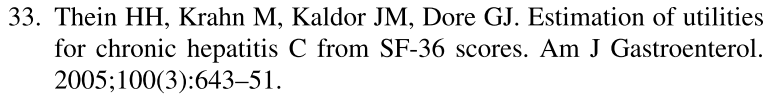 33. Thein HH, Krahn M, Kaldor JM, Dore GJ. Estimation of utilities
for chronic hepatitis C from SF-36 scores. Am J Gastroenterol.
2005;100(3):643–51.